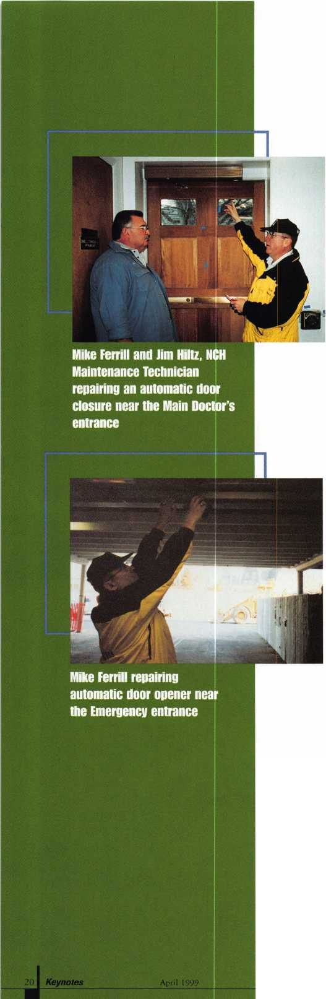 Mike Ferrill and Jim Hiltz, NCH
Maintenance Technician
repairing an automatic door
closure near the Main Doctor's
entrance
Mike Ferrill repairing
automatic door opener near
the Emergency entrance
20 Keynotes April 1999